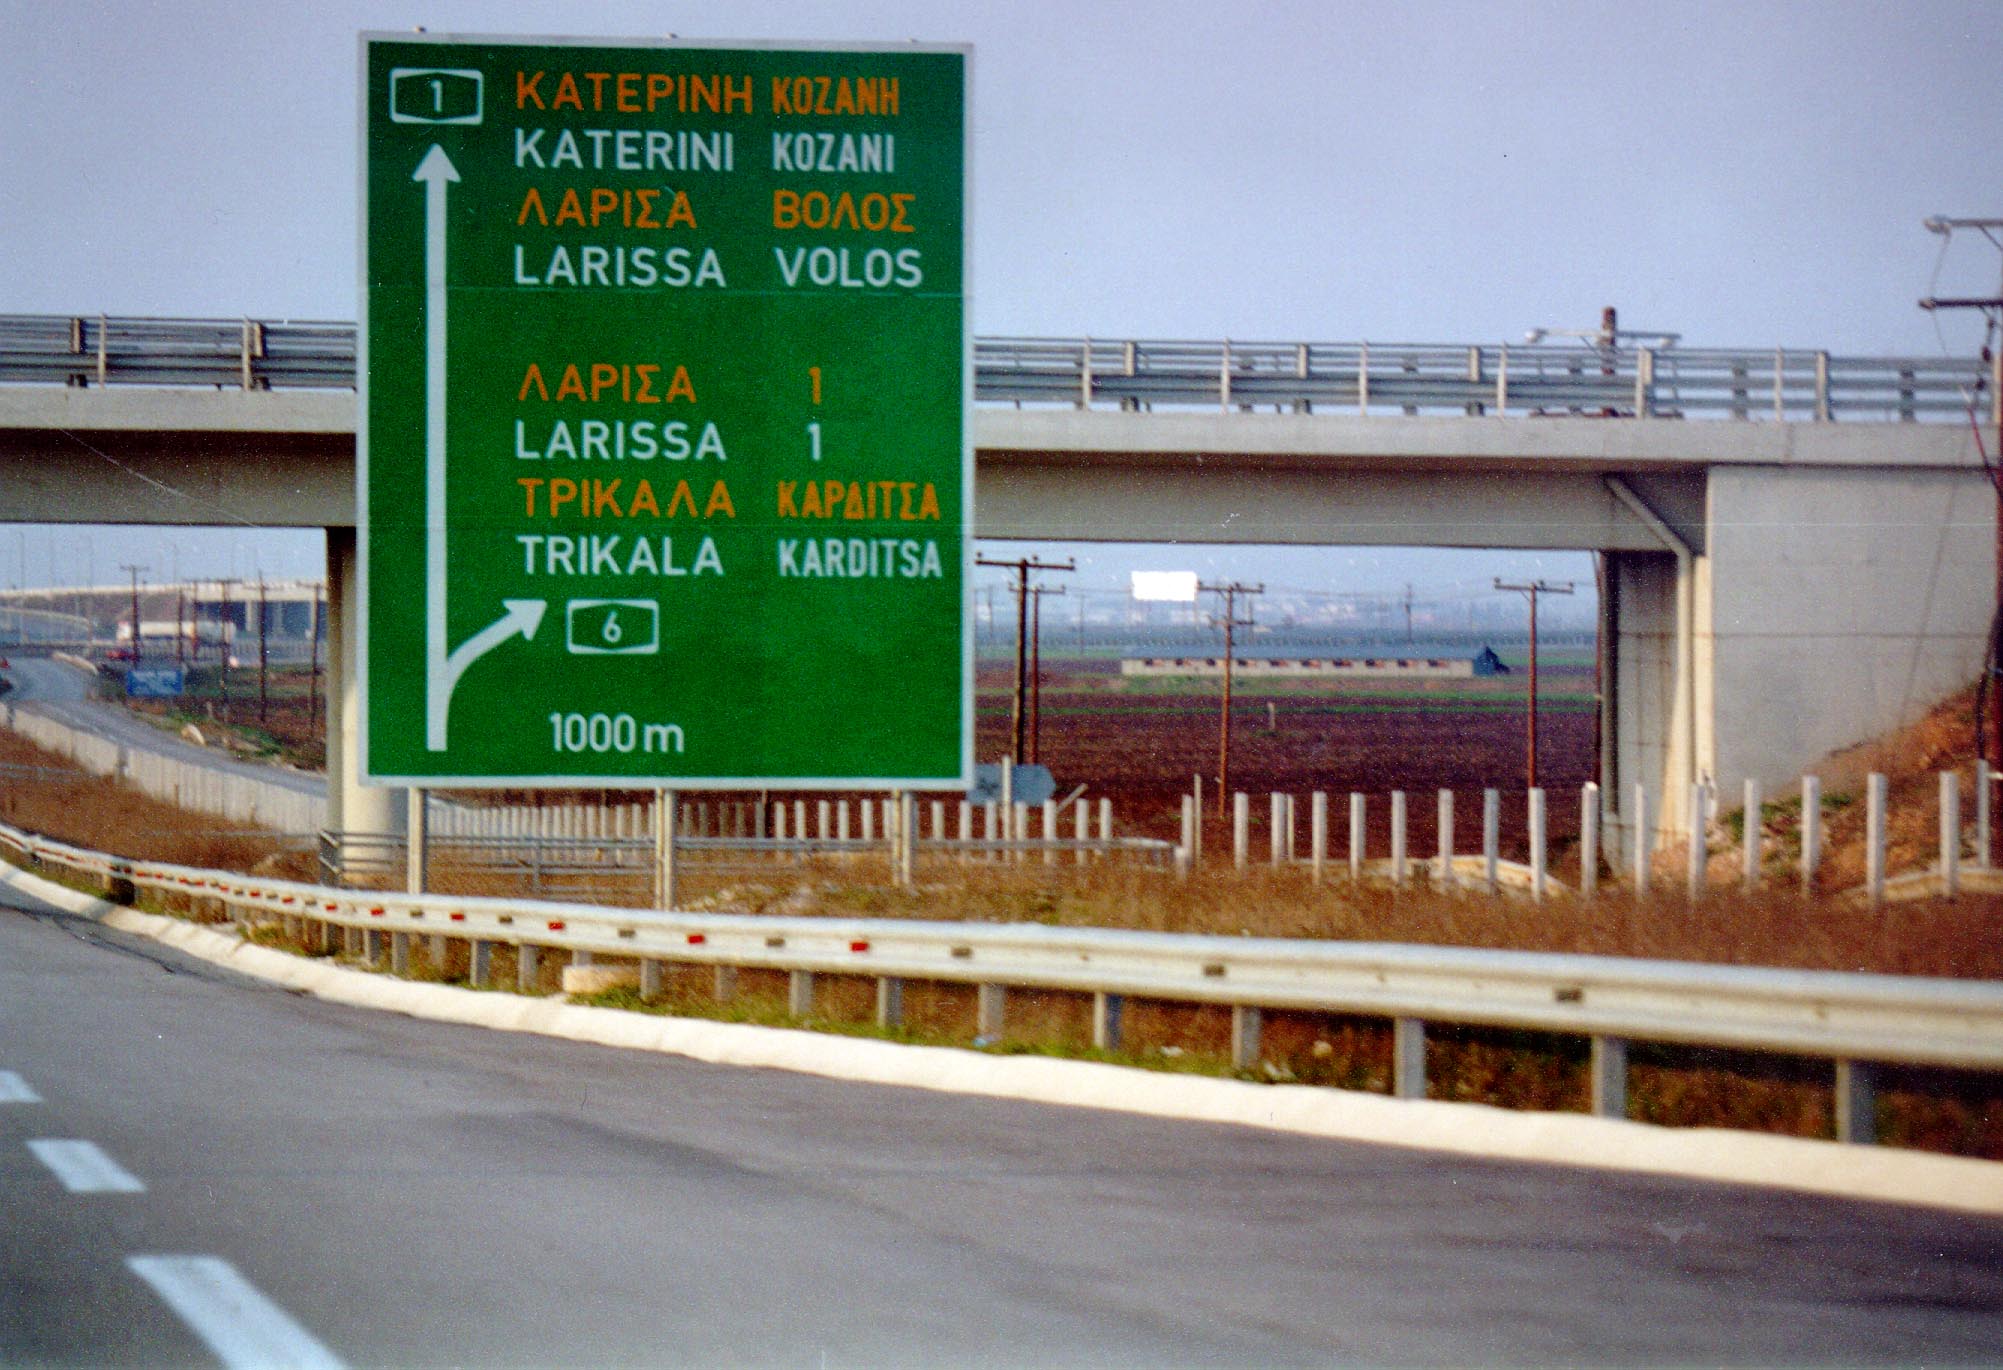 1 ΚΑΤΕΡΙΝΗ ΚΟΖΑΝΗ
KATERINI KOZANI
ΛΑΡΙΣΑ ΒΟΛΟΣ
LARISSA VOLOS
ΛΑΡΙΣΑ 1
LARISSA 1
ΤΡΙΚΑΛΑ ΚΑΡΔΙΤΣΑ
TRIKALA KARDITSA
6
1000 m